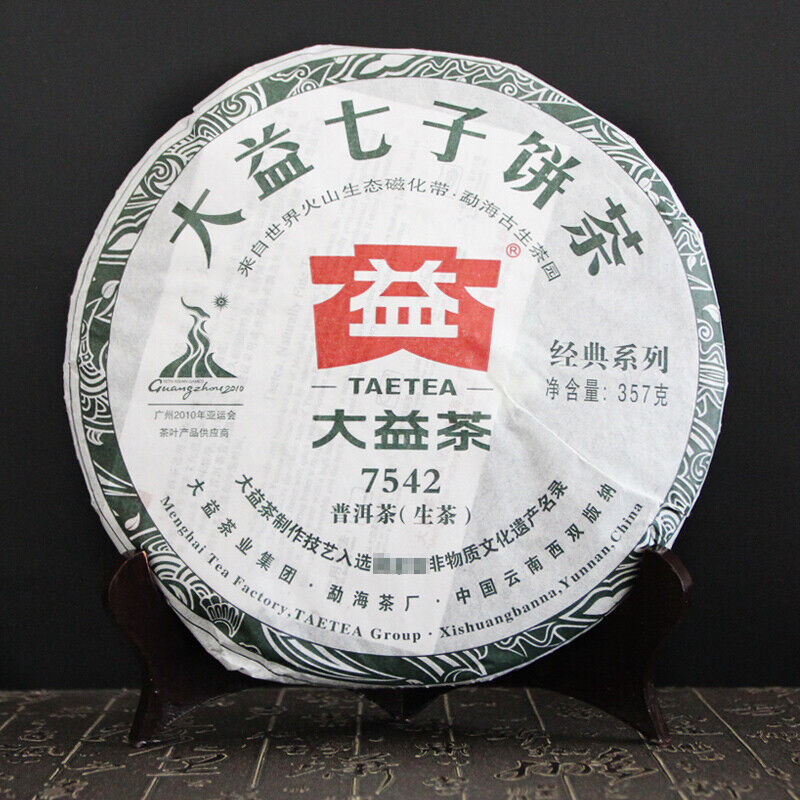 大益七子饼茶
来自世界火山生态磁化带·勐海古生茶园
益
®
TAETEA
大益茶
7542
普洱茶(生茶)
经典系列
净含量:357克
16TH ASIAN GAMES
Guangzhou2010
广州2010年亚运会
茶叶产品供应商
大益茶制作技艺入选
非物质文化遗产名录
大益茶业集团·勐海茶厂·中国云南西双版纳
Menghai Tea Factory,TAETEA Group·Xishuangbanna,Yunnan,China